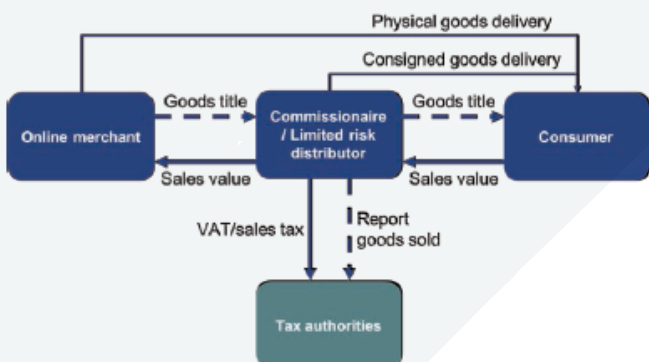 Physical goods delivery
Consigned goods delivery
Goods title
Goods title
Online merchant
Commissionaire
/ Limited risk
distributor
Consumer
Sales value
Sales value
VAT/sales tax
Report
goods sold
Tax authorities